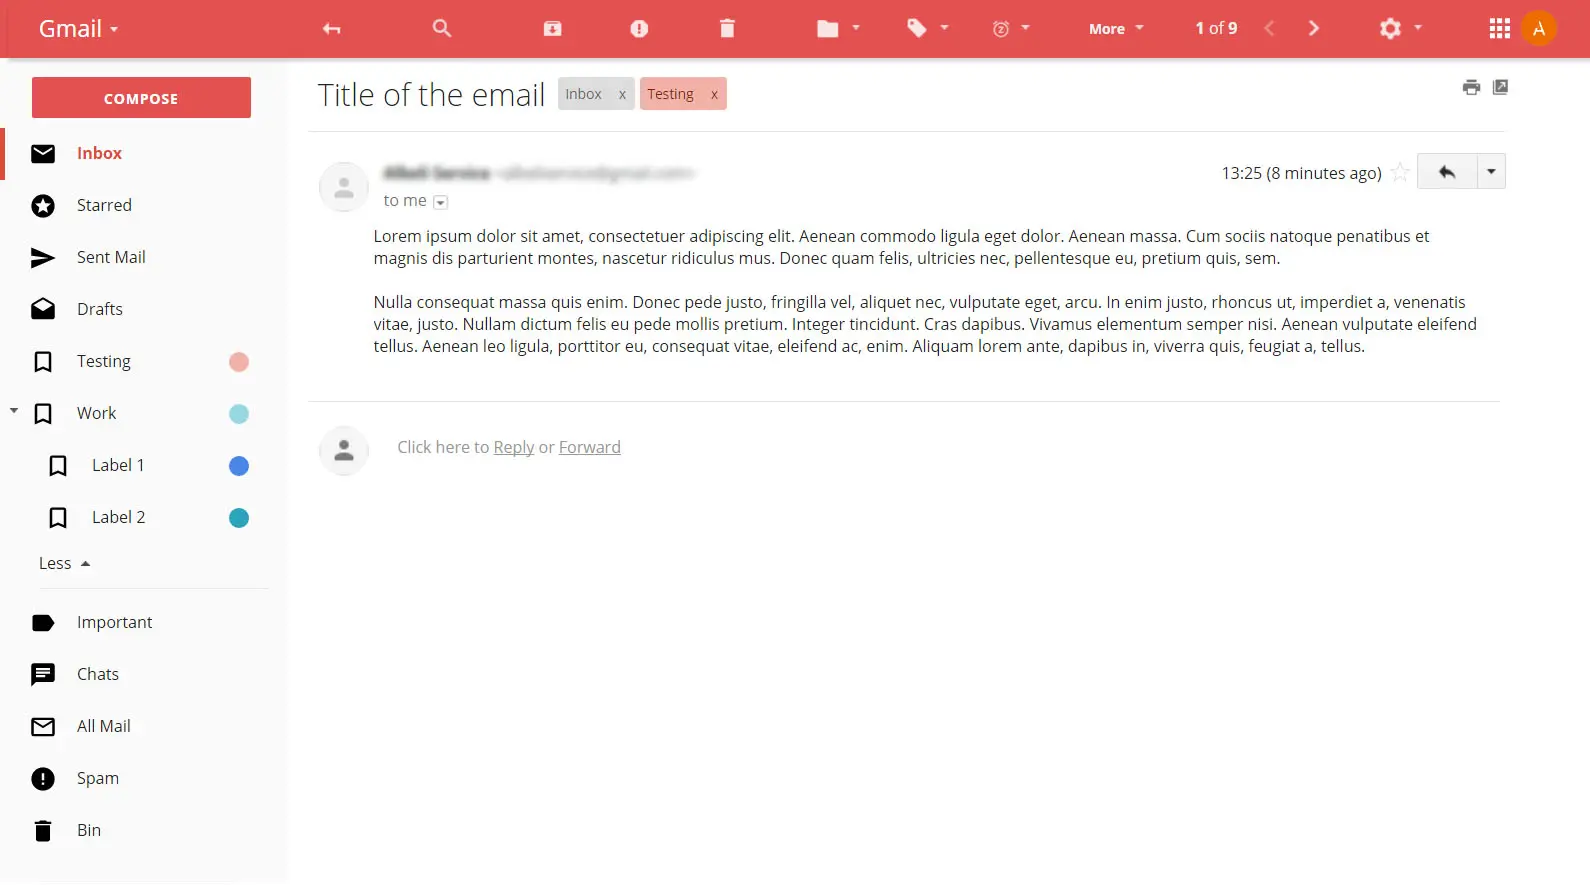 Gmail
More
1 of 9
A
COMPOSE
Inbox
Starred
Sent Mail
Drafts
Testing
Work
Label 1
Label 2
Less
Important
Chats
All Mail
Spam
Bin
Title of the email
Inbox x
Testing x
13:25 (8 minutes ago)
to me
Lorem ipsum dolor sit amet, consectetuer adipiscing elit. Aenean commodo ligula eget dolor. Aenean massa. Cum sociis natoque penatibus et
magnis dis parturient montes, nascetur ridiculus mus. Donec quam felis, ultricies nec, pellentesque eu, pretium quis, sem.
Nulla consequat massa quis enim. Donec pede justo, fringilla vel, aliquet nec, vulputate eget, arcu. In enim justo, rhoncus ut, imperdiet a, venenatis
vitae, justo. Nullam dictum felis eu pede mollis pretium. Integer tincidunt. Cras dapibus. Vivamus elementum semper nisi. Aenean vulputate eleifend
tellus. Aenean leo ligula, porttitor eu, consequat vitae, eleifend ac, enim. Aliquam lorem ante, dapibus in, viverra quis, feugiat a, tellus.
Click here to Reply or Forward